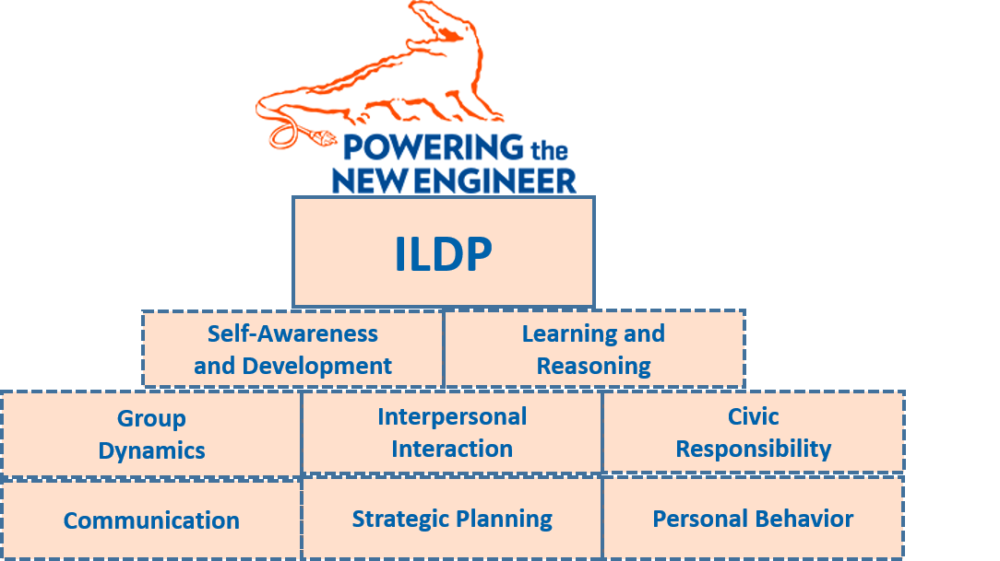 POWERING the
NEW ENGINEER
ILDP
Self-Awareness
and Development
Learning and
Reasoning
Group
Dynamics
Interpersonal
Interaction
Civic
Responsibility
Communication
Strategic Planning
Personal Behavior